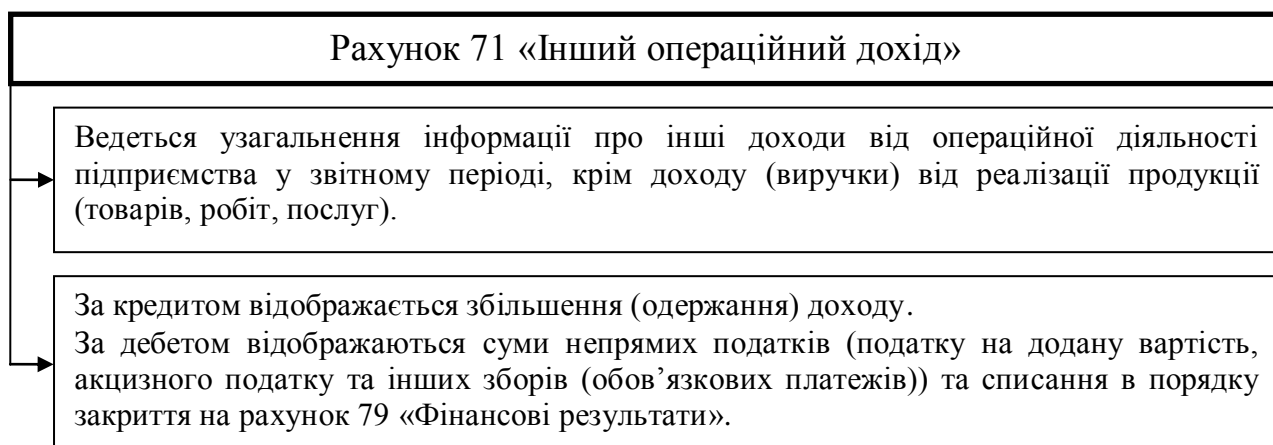 Рахунок 71 «Інший операційний дохід»
Ведеться узагальнення інформації про інші доходи від операційної діяльності
підприємства у звітному періоді, крім доходу (виручки) від реалізації продукції
(товарів, робіт, послуг).
За кредитом відображається збільшення (одержання) доходу.
За дебетом відображаються суми непрямих податків (податку на додану вартість,
акцизного податку та інших зборів (обов’язкових платежів)) та списання в порядку
закриття на рахунок 79 «Фінансові результати».